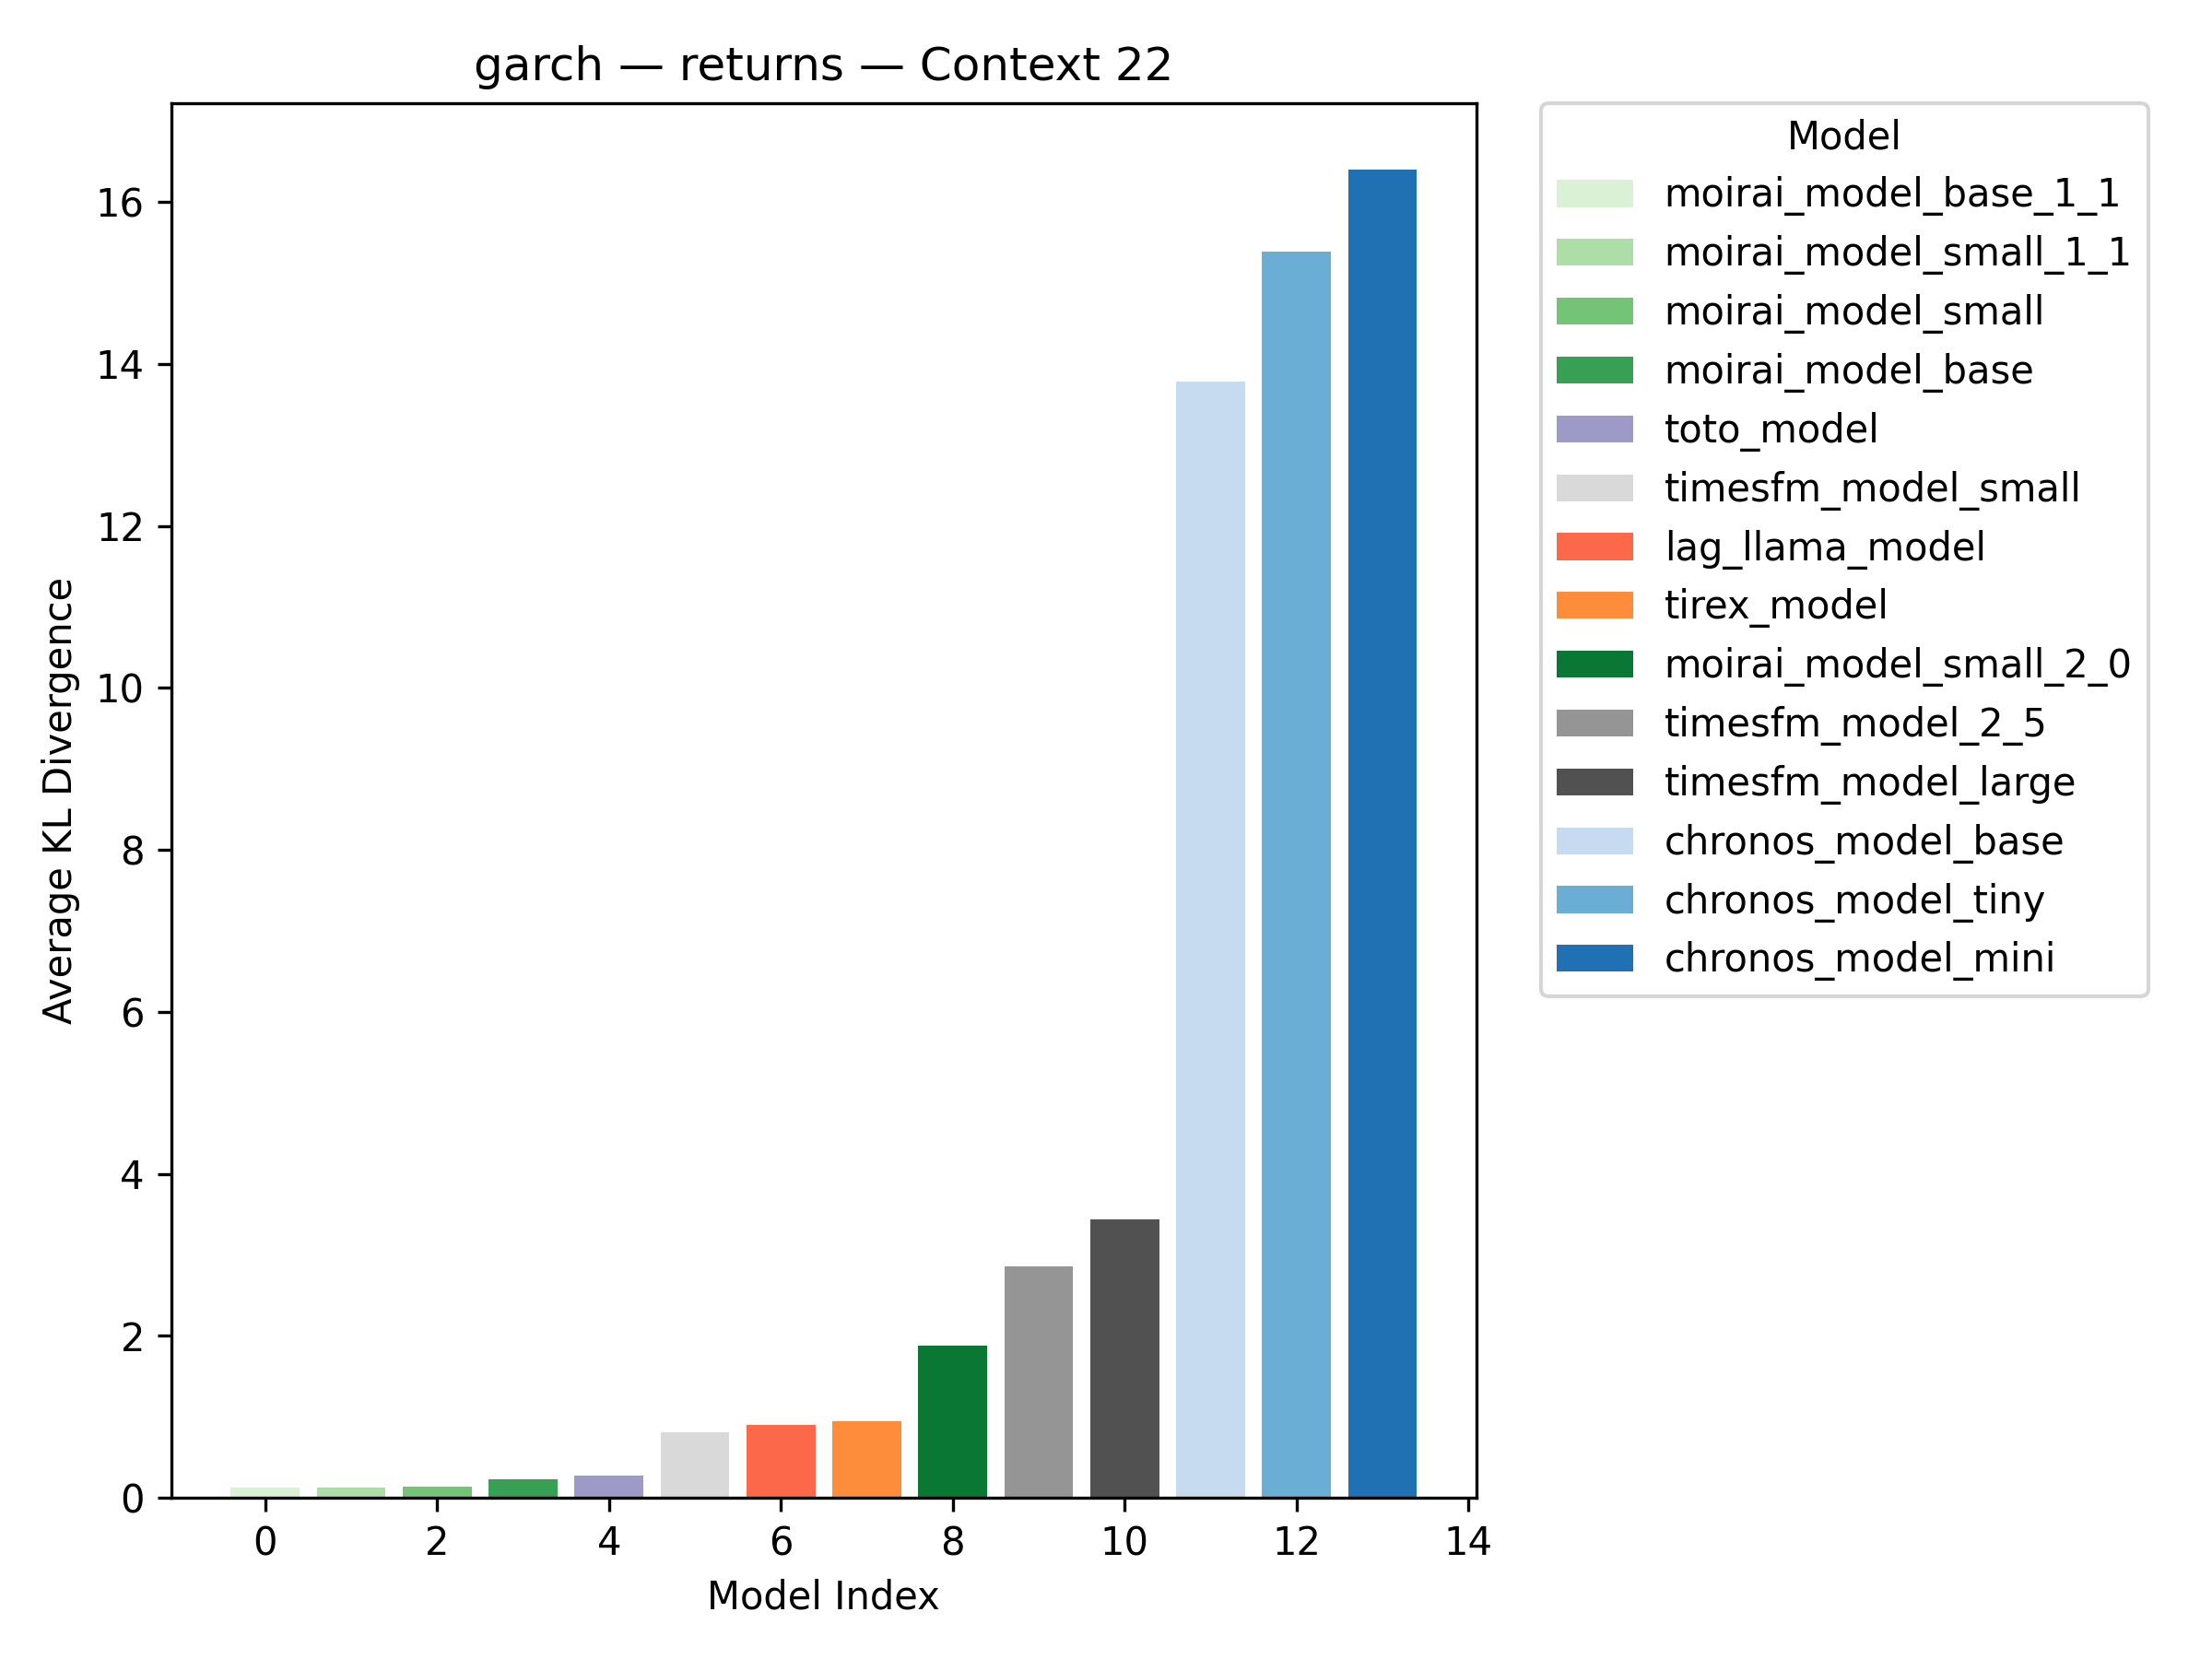 garch — returns — Context 22
Average KL Divergence
16
14
12
10
8
6
4
2
0
0 2 4 6 8 10 12 14
Model Index
Model
moirai_model_base_1_1
moirai_model_small_1_1
moirai_model_small
moirai_model_base
toto_model
timesfm_model_small
lag_llama_model
tirex_model
moirai_model_small_2_0
timesfm_model_2_5
timesfm_model_large
chronos_model_base
chronos_model_tiny
chronos_model_mini